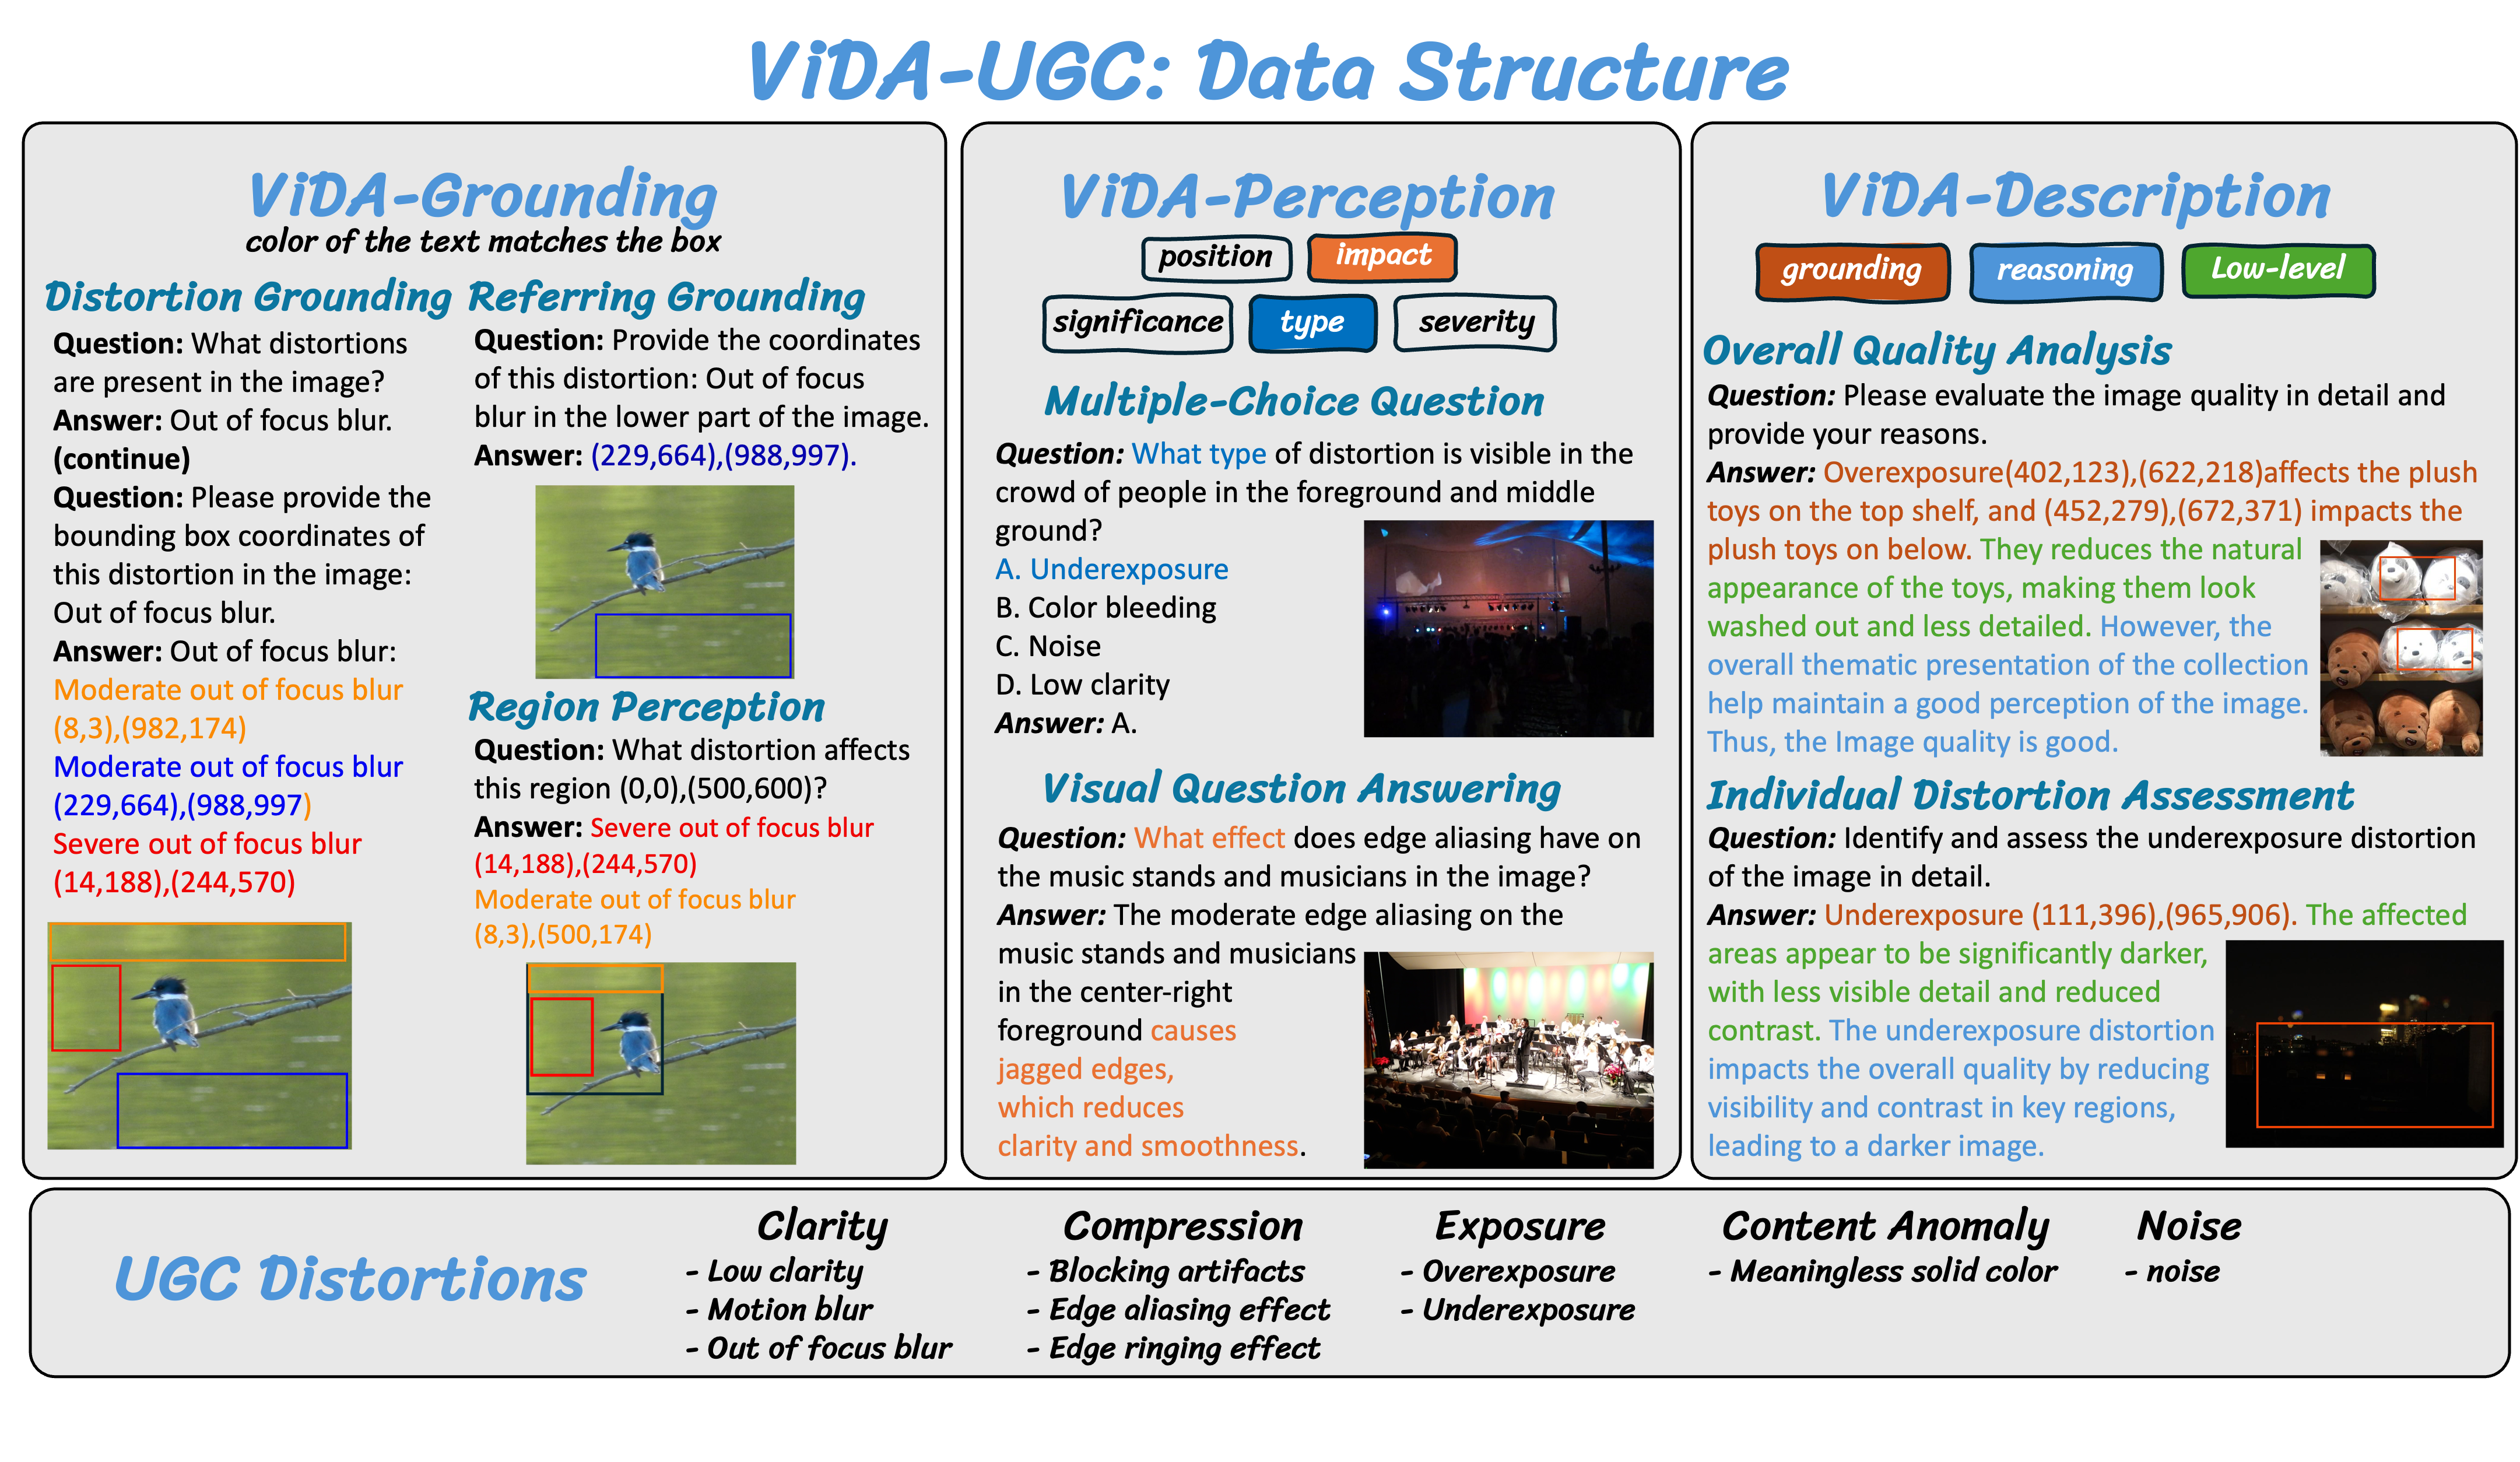 ViDA-UGC: Data Structure
ViDA-Grounding
color of the text matches the box
Distortion Grounding
Question: What distortions
are present in the image?
Answer: Out of focus blur.
(continue)
Question: Please provide the
bounding box coordinates of
this distortion in the image:
Out of focus blur.
Answer: Out of focus blur:
Moderate out of focus blur
(8,3),(982,174)
Moderate out of focus blur
(229,664),(988,997)
Severe out of focus blur
(14,188),(244,570)
Referring Grounding
Question: Provide the coordinates
of this distortion: Out of focus
blur in the lower part of the image.
Answer: (229,664),(988,997).
Region Perception
Question: What distortion affects
this region (0,0),(500,600)?
Answer: Severe out of focus blur
(14,188),(244,570)
Moderate out of focus blur
(8,3),(500,174)
ViDA-Perception
position impact
significance type severity
Multiple-Choice Question
Question: What type of distortion is visible in the
crowd of people in the foreground and middle
ground?
A. Underexposure
B. Color bleeding
C. Noise
D. Low clarity
Answer: A.
Visual Question Answering
Question: What effect does edge aliasing have on
the music stands and musicians in the image?
Answer: The moderate edge aliasing on the
music stands and musicians
in the center-right
foreground causes
jagged edges,
which reduces
clarity and smoothness.
ViDA-Description
grounding reasoning Low-level
Overall Quality Analysis
Question: Please evaluate the image quality in detail and
provide your reasons.
Answer: Overexposure(402,123),(622,218)affects the plush
toys on the top shelf, and (452,279),(672,371) impacts the
plush toys on below. They reduces the natural
appearance of the toys, making them look
washed out and less detailed. However, the
overall thematic presentation of the collection
help maintain a good perception of the image.
Thus, the Image quality is good.
Individual Distortion Assessment
Question: Identify and assess the underexposure distortion
of the image in detail.
Answer: Underexposure (111,396),(965,906). The affected
areas appear to be significantly darker,
with less visible detail and reduced
contrast. The underexposure distortion
impacts the overall quality by reducing
visibility and contrast in key regions,
leading to a darker image.
UGC Distortions
Clarity
- Low clarity
- Motion blur
- Out of focus blur
Compression
- Blocking artifacts
- Edge aliasing effect
- Edge ringing effect
Exposure
- Overexposure
- Underexposure
Content Anomaly
- Meaningless solid color
Noise
- noise